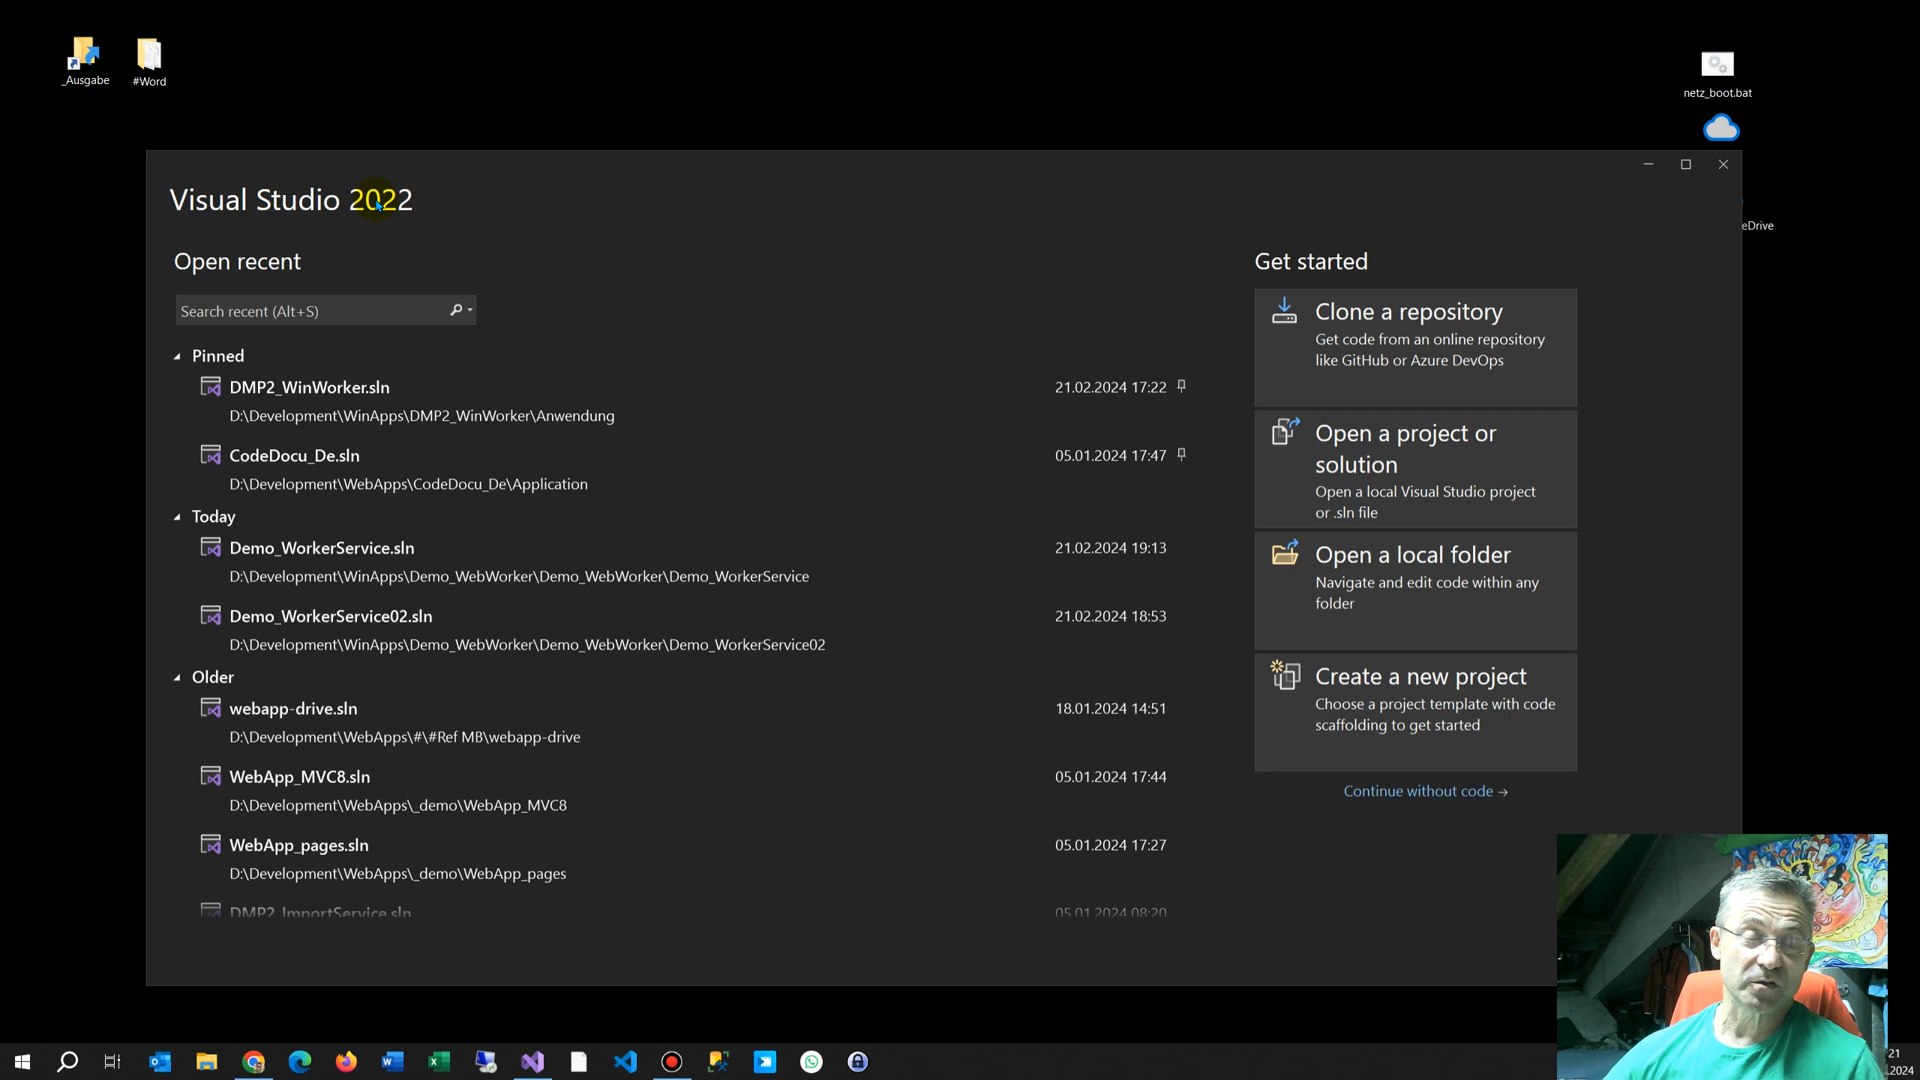 _Ausgabe
#Word
netz_boot.bat
eDrive
Visual Studio 2022
Open recent
Search recent (Alt+S)
Pinned
DMP2_WinWorker.sln 21.02.2024 17:22
D:\Development\WinApps\DMP2_WinWorker\Anwendung
CodeDocu_De.sln 05.01.2024 17:47
D:\Development\WebApps\CodeDocu_De\Application
Today
Demo_WorkerService.sln 21.02.2024 19:13
D:\Development\WinApps\Demo_WebWorker\Demo_WebWorker\Demo_WorkerService
Demo_WorkerService02.sln 21.02.2024 18:53
D:\Development\WinApps\Demo_WebWorker\Demo_WebWorker\Demo_WorkerService02
Older
webapp-drive.sln 18.01.2024 14:51
D:\Development\WebApps\#\#Ref MB\webapp-drive
WebApp_MVC8.sln 05.01.2024 17:44
D:\Development\WebApps\_demo\WebApp_MVC8
WebApp_pages.sln 05.01.2024 17:27
D:\Development\WebApps\_demo\WebApp_pages
DMP2_ImportService.sln 05.01.2024 08:20
Get started
Clone a repository
Get code from an online repository
like GitHub or Azure DevOps
Open a project or
solution
Open a local Visual Studio project
or .sln file
Open a local folder
Navigate and edit code within any
folder
Create a new project
Choose a project template with code
scaffolding to get started
Continue without code →
21
.2024